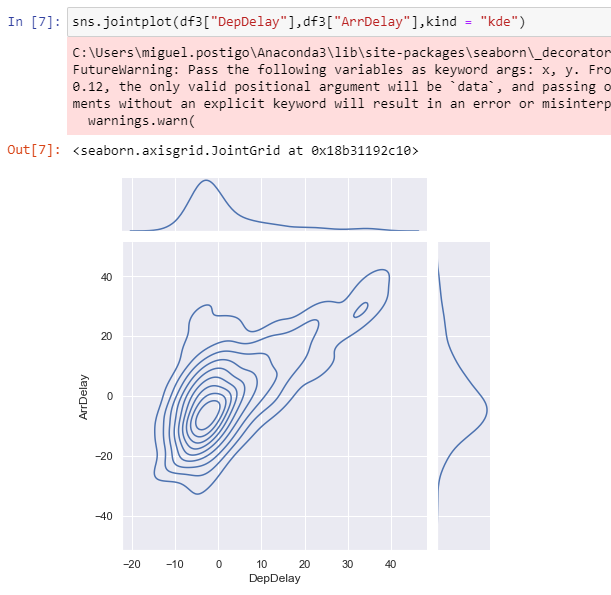 In [7]: sns.jointplot(df3["DepDelay"],df3["ArrDelay"],kind = "kde")
C:\Users\miguel.postigo\Anaconda3\lib\site-packages\seaborn\_decorator
FutureWarning: Pass the following variables as keyword args: x, y. Fro
0.12, the only valid positional argument will be `data`, and passing o
ments without an explicit keyword will result in an error or misinterp
warnings.warn(
Out[7]: <seaborn.axisgrid.JointGrid at 0x18b31192c10>
40
20
0
−20
−40
ArrDelay
−20 −10 0 10 20 30 40
DepDelay